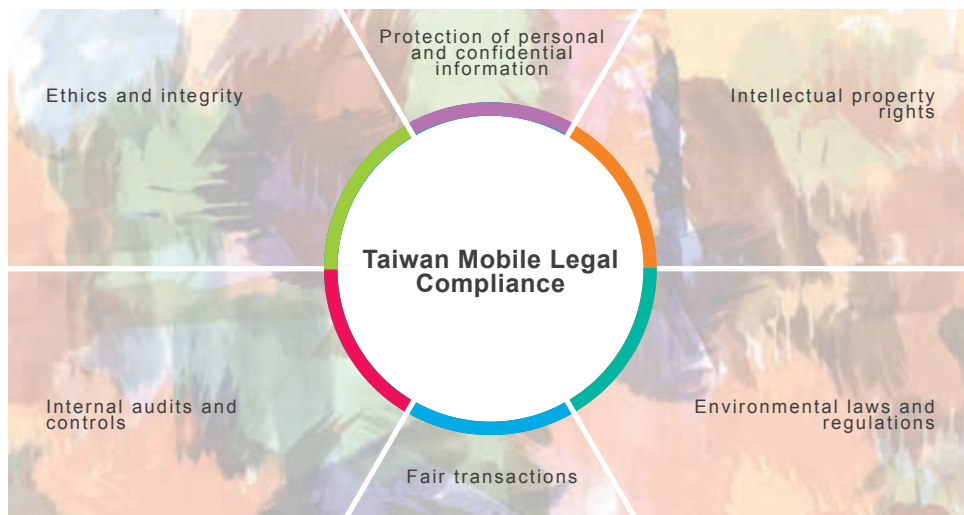 Protection of personal
and confidential
information
Ethics and integrity
Intellectual property
rights
Taiwan Mobile Legal
Compliance
Internal audits and
controls
Environmental laws and
regulations
Fair transactions